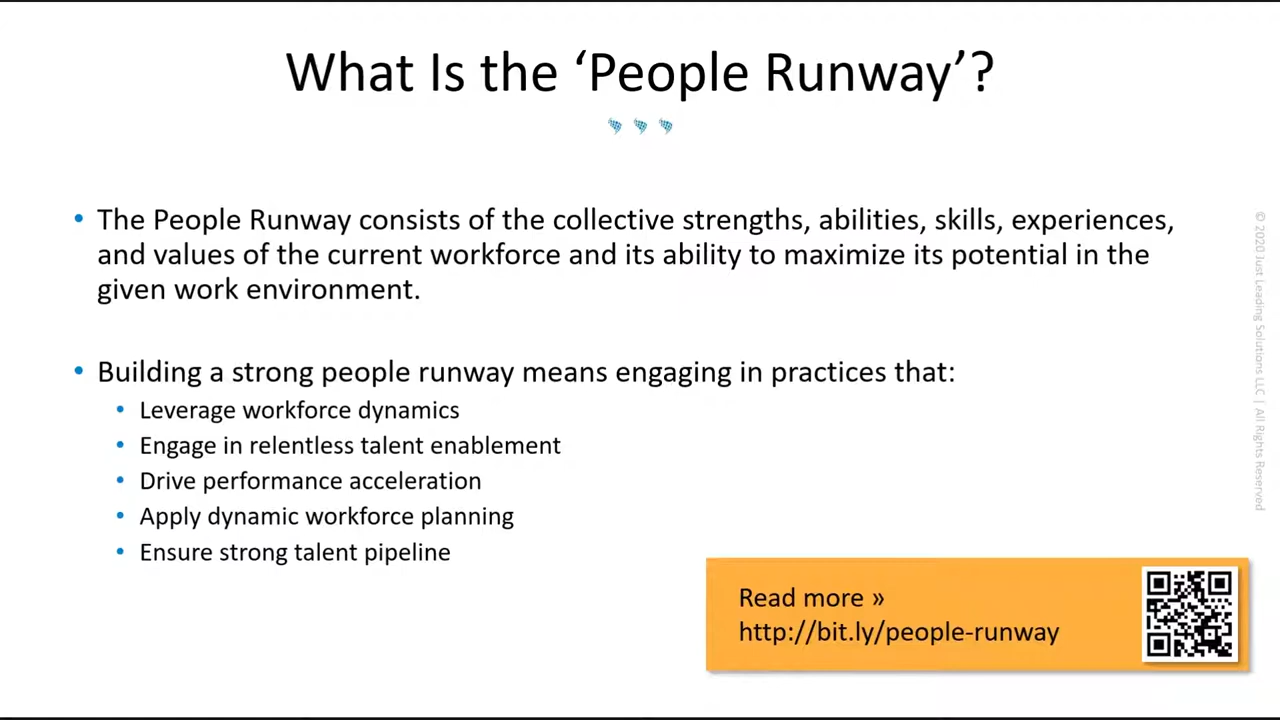 What Is the ‘People Runway’?
• The People Runway consists of the collective strengths, abilities, skills, experiences,
and values of the current workforce and its ability to maximize its potential in the
given work environment.
• Building a strong people runway means engaging in practices that:
• Leverage workforce dynamics
• Engage in relentless talent enablement
• Drive performance acceleration
• Apply dynamic workforce planning
• Ensure strong talent pipeline
Read more »
http://bit.ly/people-runway
© 2020 Just Leading Solutions LLC | All Rights Reserved